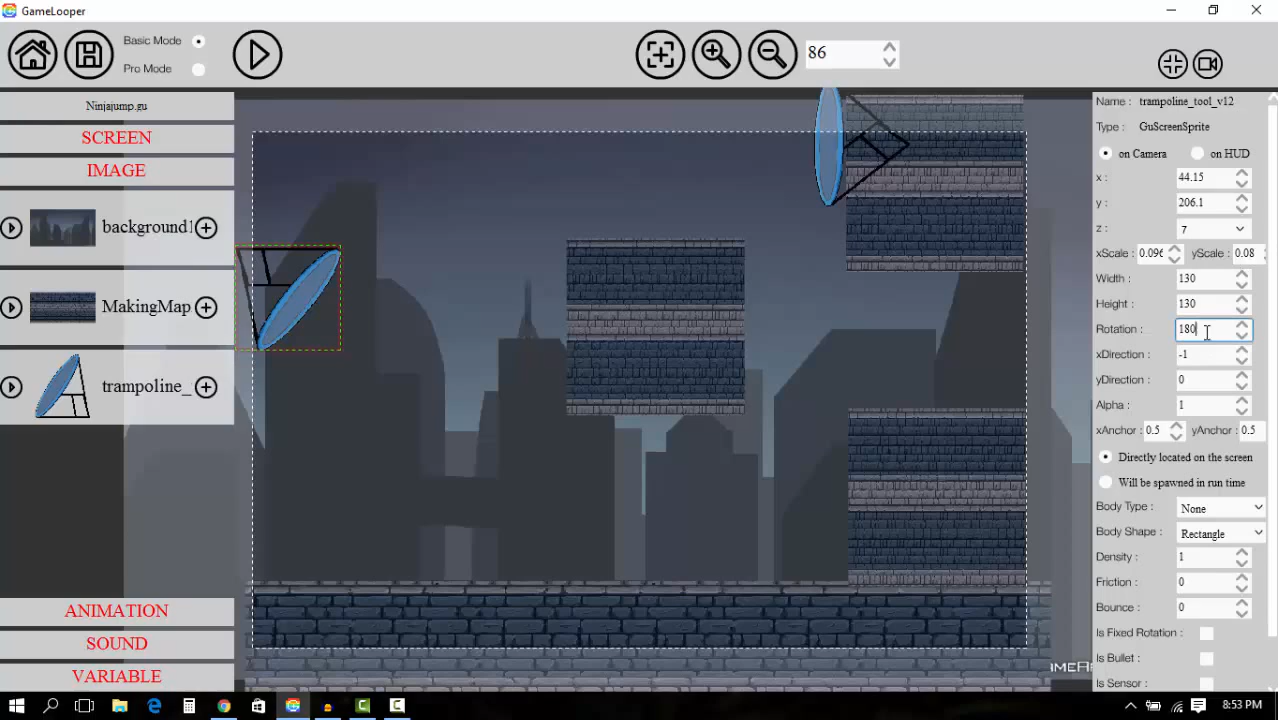 GameLooper
Basic Mode
Pro Mode
86
Ninjajump.gu
SCREEN
IMAGE
background1
MakingMap
trampoline_
ANIMATION
SOUND
VARIABLE
Name : trampoline_tool_v12
Type : GuScreenSprite
on Camera on HUD
x : 44.15
y : 206.1
z : 7
xScale : 0.096 yScale : 0.08
Width : 130
Height : 130
Rotation : 180
xDirection : -1
yDirection : 0
Alpha : 1
xAnchor : 0.5 yAnchor : 0.5
Directly located on the screen
Will be spawned in run time
Body Type : None
Body Shape : Rectangle
Density : 1
Friction : 0
Bounce : 0
Is Fixed Rotation :
Is Bullet :
Is Sensor :
8:53 PM